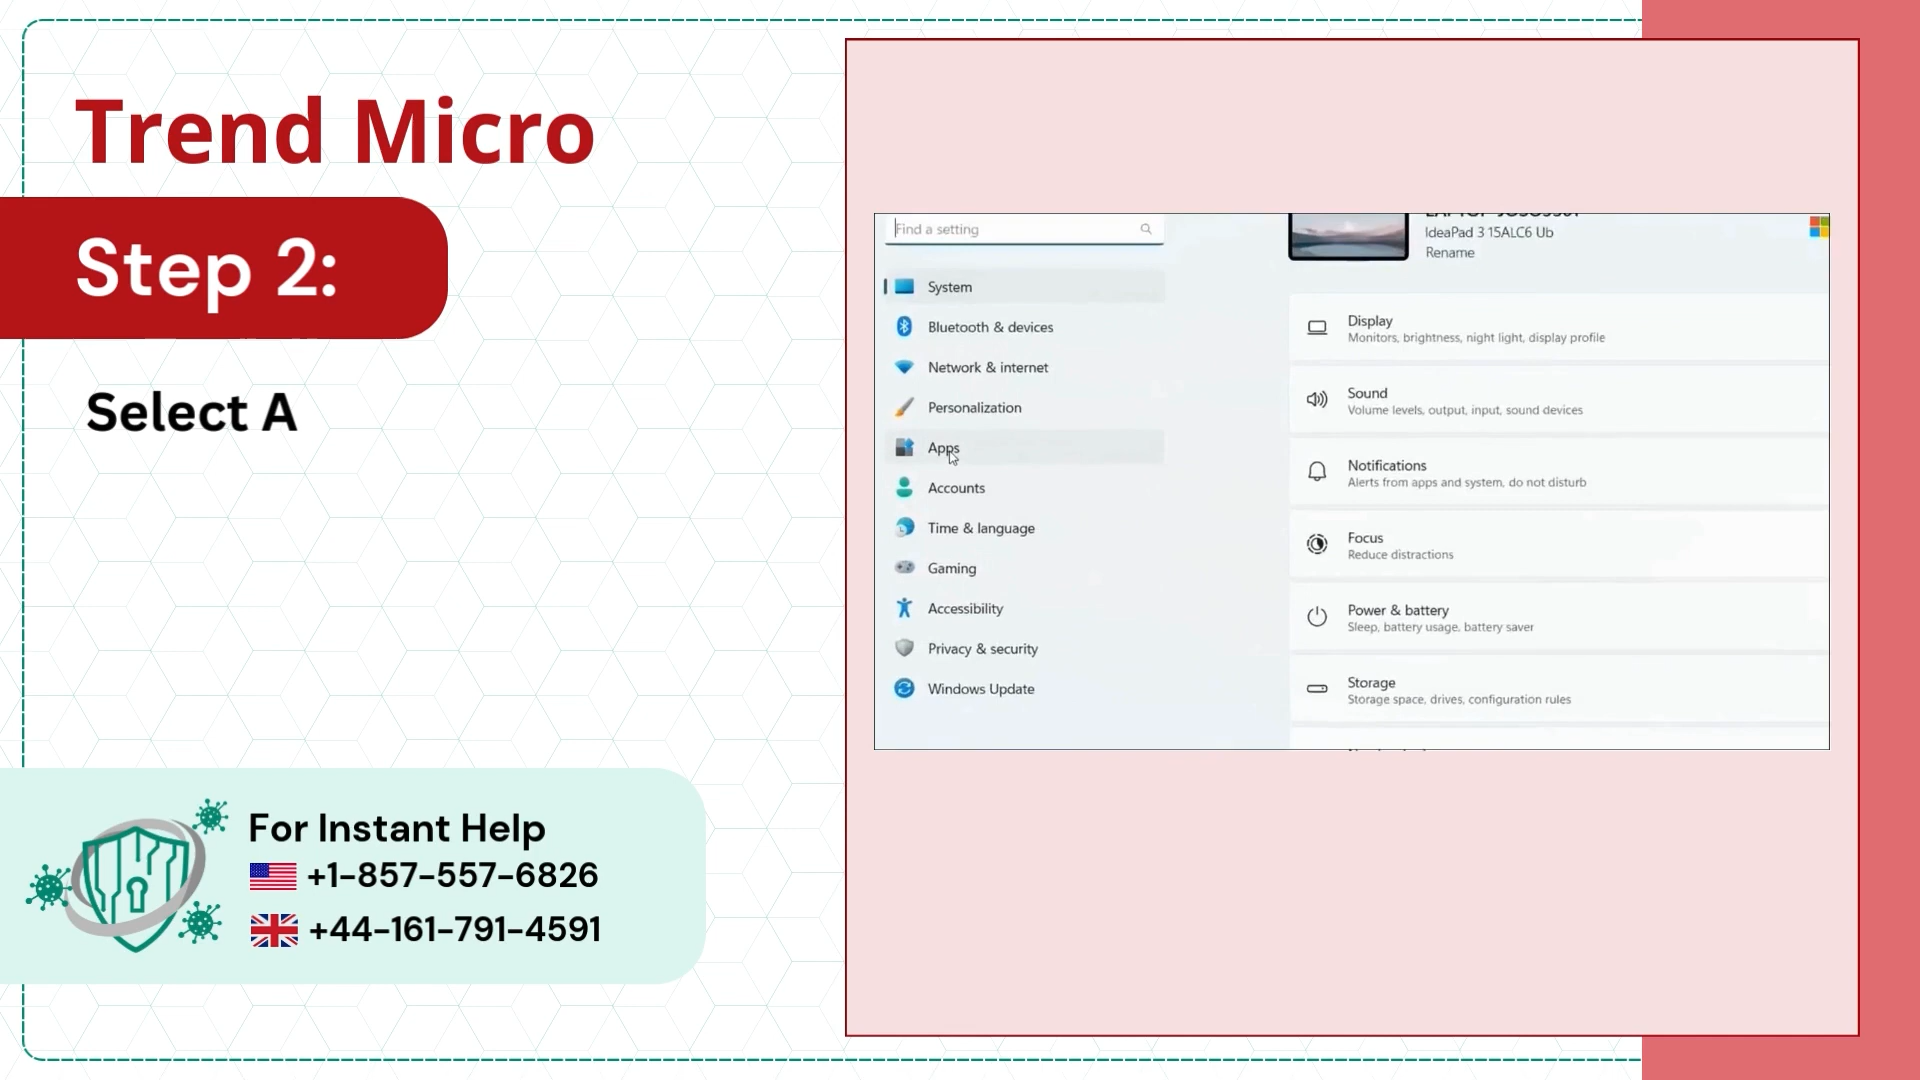 Trend Micro
Step 2:
Select A
For Instant Help
+1-857-557-6826
+44-161-791-4591
Find a setting
System
Bluetooth & devices
Network & internet
Personalization
Apps
Accounts
Time & language
Gaming
Accessibility
Privacy & security
Windows Update
IdeaPad 3 15ALC6 Ub
Rename
Display
Monitors, brightness, night light, display profile
Sound
Volume levels, output, input, sound devices
Notifications
Alerts from apps and system, do not disturb
Focus
Reduce distractions
Power & battery
Sleep, battery usage, battery saver
Storage
Storage space, drives, configuration rules